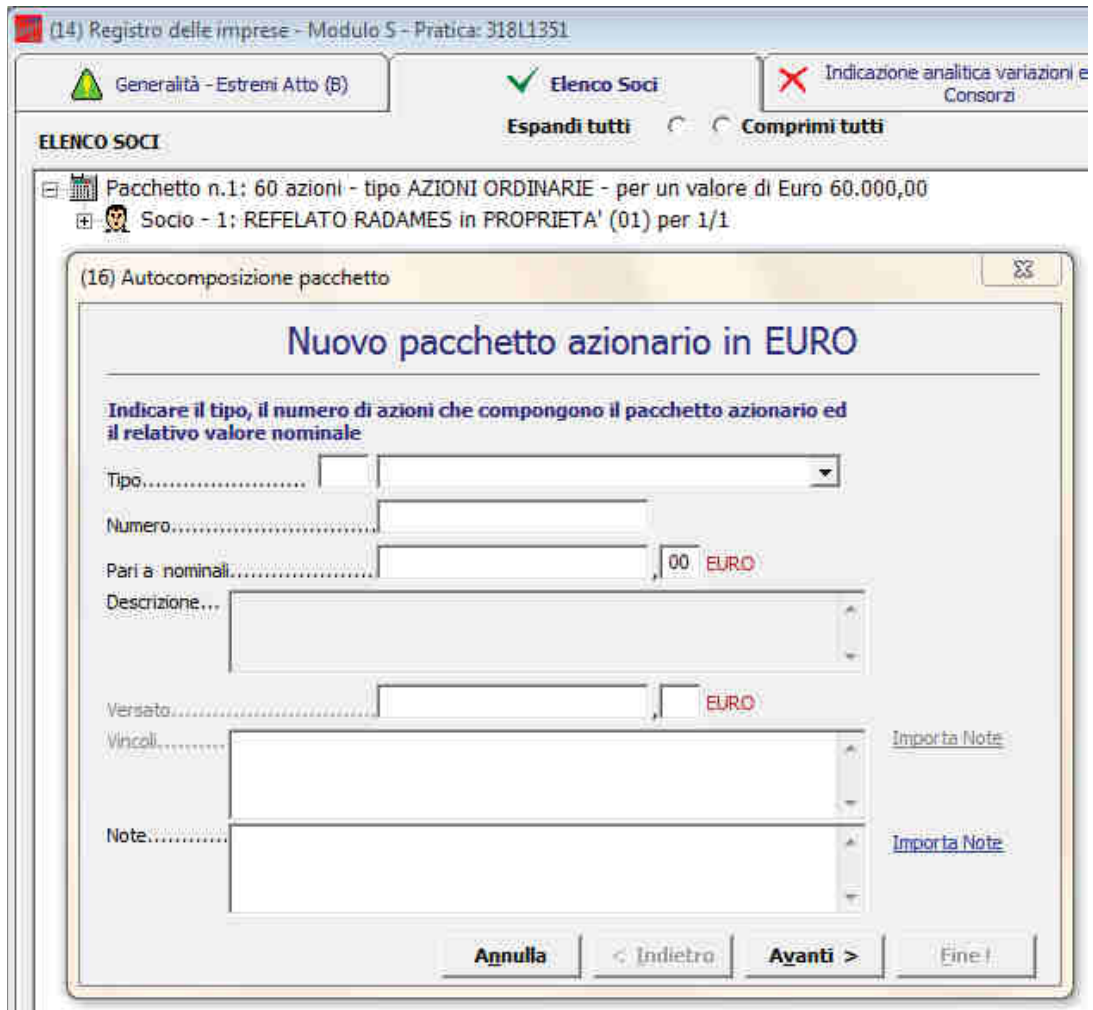 (14) Registro delle imprese - Modulo S - Pratica: 318L1351
Generalità - Estremi Atto (B)
Elenco Soci
Indicazione analitica variazioni e
Consorzi
Espandi tutti
Comprimi tutti
ELENCO SOCI
Pacchetto n.1: 60 azioni - tipo AZIONI ORDINARIE - per un valore di Euro 60.000,00
Socio - 1: REFELATO RADAMES in PROPRIETA' (01) per 1/1
(16) Autocomposizione pacchetto
Nuovo pacchetto azionario in EURO
Indicare il tipo, il numero di azioni che compongono il pacchetto azionario ed
il relativo valore nominale
Tipo........................
Numero..............................
Pari a nominali..................... , 00 EURO
Descrizione...
Versato.............................. , EURO
Vincoli.......... Importa Note
Note............ Importa Note
Annulla < Indietro Avanti > Fine !